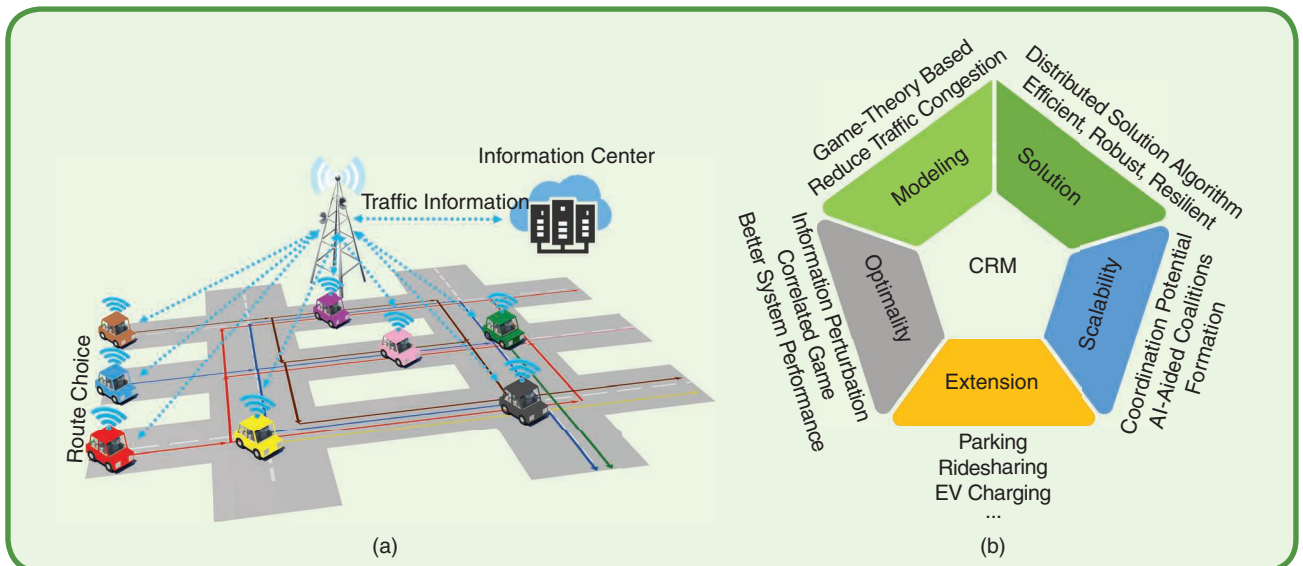 Information Center
Traffic Information
Route Choice
(a)
Game-Theory Based
Reduce Traffic Congestion
Modeling
Distributed Solution Algorithm
Efficient, Robust, Resilient
Solution
Information Perturbation
Correlated Game
Better System Performance
Optimality
CRM
Scalability
Coordination Potential
AI-Aided Coalitions
Formation
Extension
Parking
Ridesharing
EV Charging
...
(b)